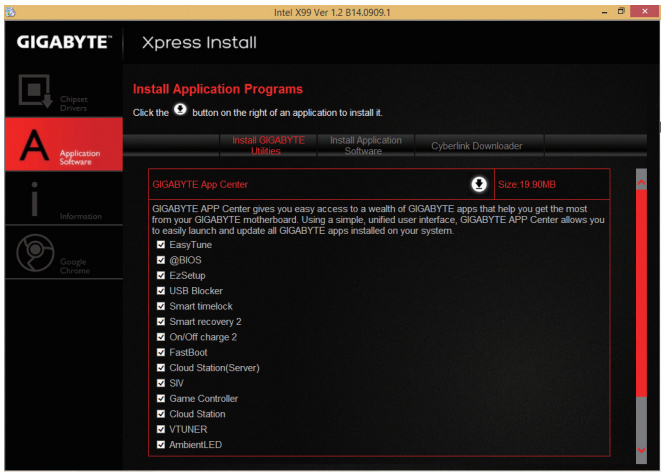 Intel X99 Ver 1.2 B14.0909.1
GIGABYTE™
Xpress Install
Chipset
Drivers
Application
Software
Information
Google
Chrome
Install Application Programs
Click the button on the right of an application to install it.
Install GIGABYTE
Utilities
Install Application
Software
Cyberlink Downloader
GIGABYTE App Center
Size:19.90MB
GIGABYTE APP Center gives you easy access to a wealth of GIGABYTE apps that help you get the most
from your GIGABYTE motherboard. Using a simple, unified user interface, GIGABYTE APP Center allows you
to easily launch and update all GIGABYTE apps installed on your system.
EasyTune
@BIOS
EzSetup
USB Blocker
Smart timelock
Smart recovery 2
On/Off charge 2
FastBoot
Cloud Station(Server)
SIV
Game Controller
Cloud Station
VTUNER
AmbientLED